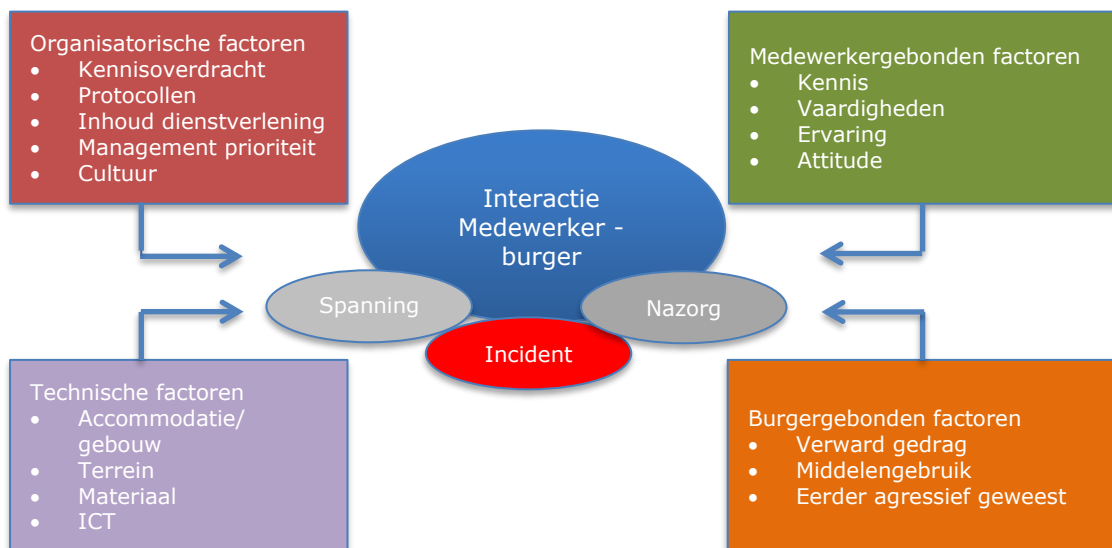 Organisatorische factoren
• Kennisoverdracht
• Protocollen
• Inhoud dienstverlening
• Management prioriteit
• Cultuur
Medewerkergebonden factoren
• Kennis
• Vaardigheden
• Ervaring
• Attitude
Interactie
Medewerker -
burger
Spanning
Nazorg
Incident
Technische factoren
• Accommodatie/
gebouw
• Terrein
• Materiaal
• ICT
Burgergebonden factoren
• Verward gedrag
• Middelengebruik
• Eerder agressief geweest